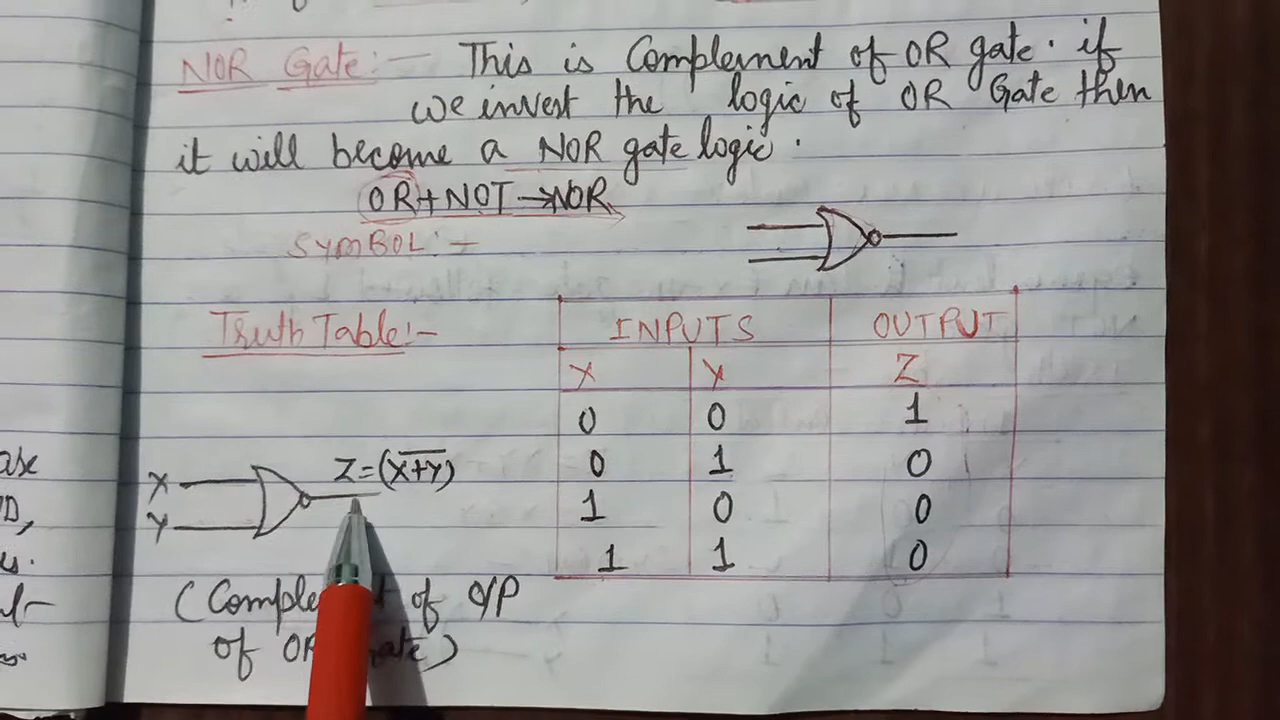 NOR Gate:- This is Complement of OR gate. if
we invest the logic of OR Gate then
it will become a NOR gate logic.
OR+NOT→NOR
SYMBOL:-
Truth Table:-
INPUTS OUTPUT
X Y Z
0 0 1
0 1 0
1 0 0
1 1 0
X
Y
Z=(X̅+̅Y̅)
(Comple of O/P
of OR ate)